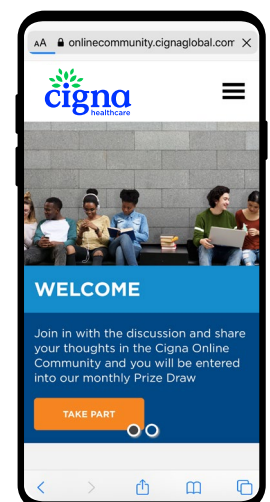 AA onlinecommunity.cignaglobal.com
cigna
healthcare
WELCOME
Join in with the discussion and share
your thoughts in the Cigna Online
Community and you will be entered
into our monthly Prize Draw
TAKE PART